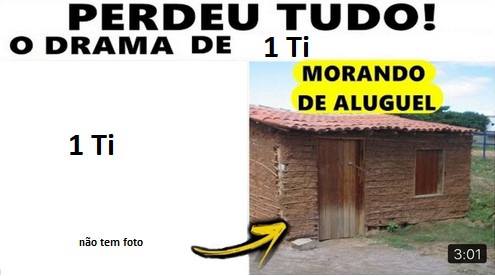 PERDEU TUDO!
O DRAMA DE 1 Ti
MORANDO
DE ALUGUEL
1 Ti
não tem foto
3:01